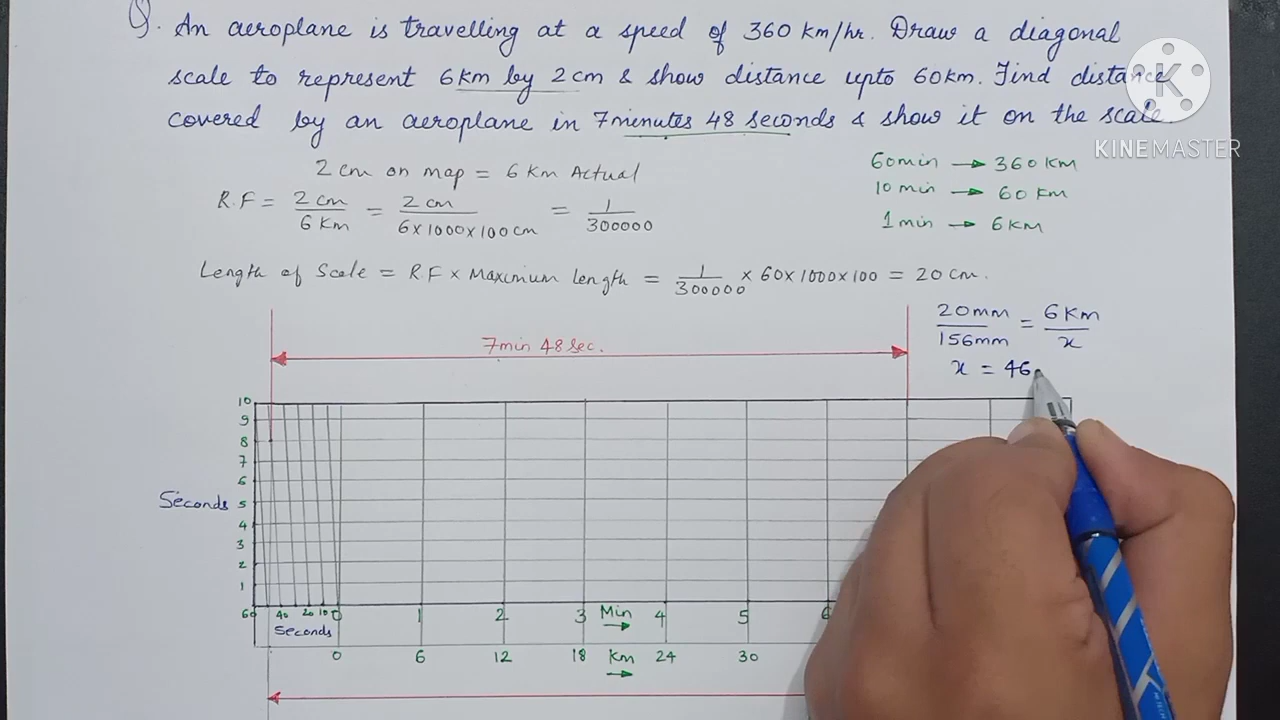 Q. An aeroplane is travelling at a speed of 360 km/hr. Draw a diagonal
scale to represent 6km by 2cm & show distance upto 60km. Find distance
covered by an aeroplane in 7minutes 48 seconds & show it on the scale.
K
KINEMASTER
2 cm on map = 6 Km Actual
R.F = 2 cm / 6 Km = 2 cm / 6x1000x100cm = 1 / 300000
60min → 360 KM
10 min → 60 KM
1 min → 6 KM
Length of Scale = R.F x Maximum Length = 1 / 300000 x 60x1000x100 = 20 cm.
20mm / 156mm = 6Km / x
x = 46
7min 48 sec.
10
9
8
7
6
Seconds 5
4
3
2
1
60 40 20 10 0 1 2 3 Min → 4 5 6
Seconds
0 6 12 18 Km → 24 30